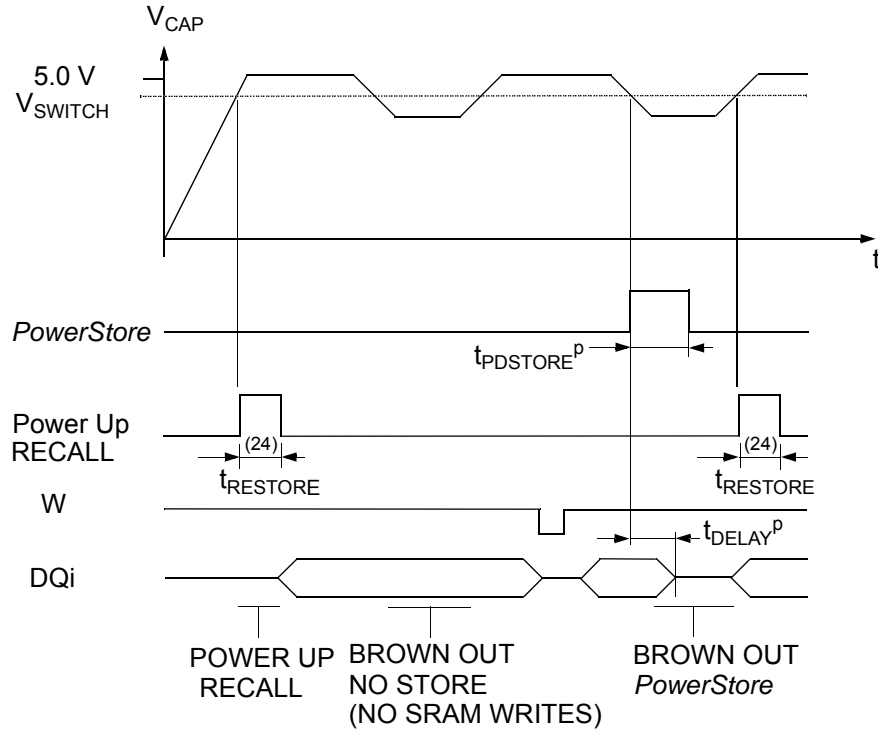 V_CAP
5.0 V
V_SWITCH
t
PowerStore
t_PDSTORE^p
Power Up
RECALL
(24)
(24)
t_RESTORE
t_RESTORE
W
t_DELAY^p
DQi
POWER UP
RECALL
BROWN OUT
NO STORE
(NO SRAM WRITES)
BROWN OUT
PowerStore